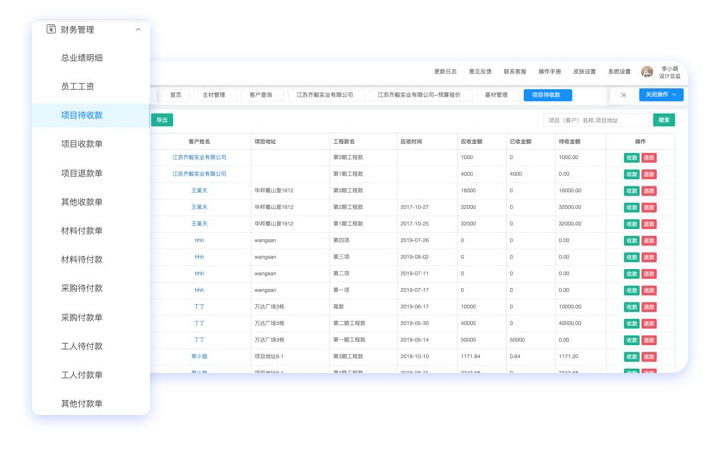 财务管理
总业绩明细
员工工资
项目待收款
项目收款单
项目退款单
其他收款单
材料付款单
材料待付款
采购待付款
采购付款单
工人待付款
工人付款单
其他付款单
更新日志 意见反馈 联系客服 操作手册 皮肤设置 系统设置 李小萌 设计总监
首页 主材管理 客户查询 江苏齐毅实业有限公司 江苏齐毅实业有限公司--预算报价 基材管理 项目待收款 关闭操作
导出 项目（客户）名称,项目地址 搜索
客户姓名 项目地址 工程款名 应收时间 应收金额 已收金额 待收金额 操作
江苏齐毅实业有限公司 第3期工程款 1000 0 1000.00 收款 退款
江苏齐毅实业有限公司 第1期工程款 4000 4000 0.00 收款 退款
王昊天 华邦蜀山里1612 第3期工程款 16000 0 16000.00 收款 退款
王昊天 华邦蜀山里1612 第2期工程款 2017-10-27 32000 0 32000.00 收款 退款
王昊天 华邦蜀山里1612 第1期工程款 2017-10-25 32000 0 32000.00 收款 退款
hhh wangsan 第四项 2019-07-26 0 0 0.00 收款 退款
hhh wangsan 第三项 2019-08-02 0 0 0.00 收款 退款
hhh wangsan 第二项 2019-07-11 0 0 0.00 收款 退款
hhh wangsan 第一项 2019-07-17 0 0 0.00 收款 退款
丁丁 万达广场3栋 尾款 2019-06-17 10000 0 10000.00 收款 退款
丁丁 万达广场3栋 第二期工程款 2019-05-30 40000 0 40000.00 收款 退款
丁丁 万达广场3栋 第一期工程款 2019-05-14 50000 50000 0.00 收款 退款
常小旋 项目地址6.1 第3期工程款 2018-10-10 1171.84 0.64 1171.20 收款 退款